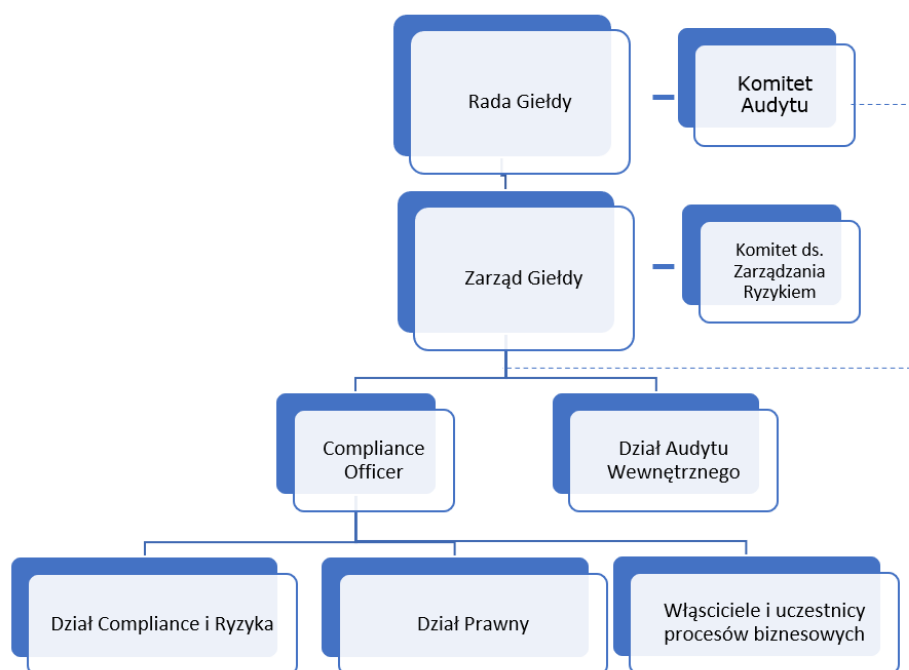 Rada Giełdy
Komitet
Audytu
Zarząd Giełdy
Komitet ds.
Zarządzania
Ryzykiem
Compliance
Officer
Dział Audytu
Wewnętrznego
Dział Compliance i Ryzyka
Dział Prawny
Włąsciciele i uczestnicy
procesów biznesowych